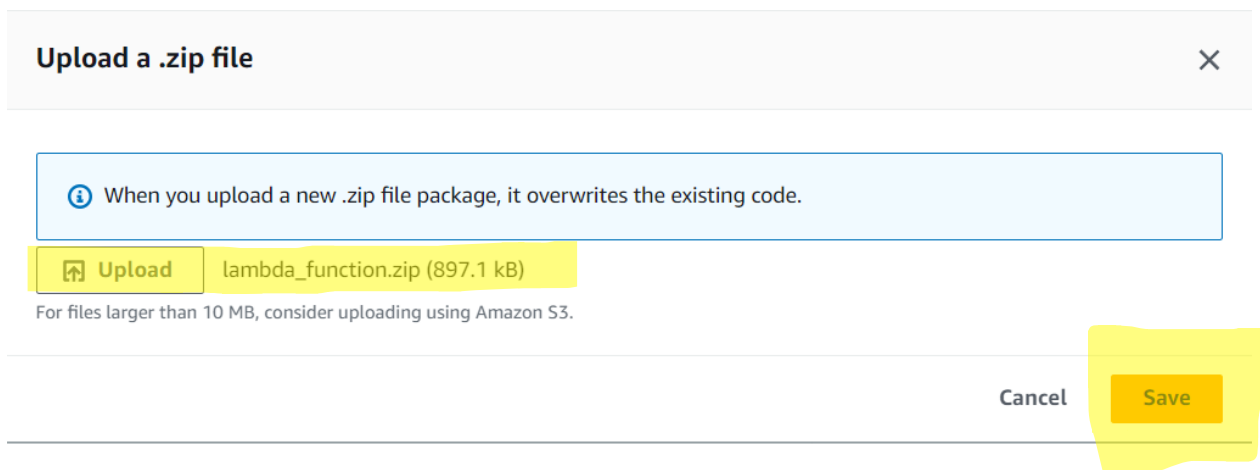 Upload a .zip file
When you upload a new .zip file package, it overwrites the existing code.
Upload lambda_function.zip (897.1 kB)
For files larger than 10 MB, consider uploading using Amazon S3.
Cancel Save